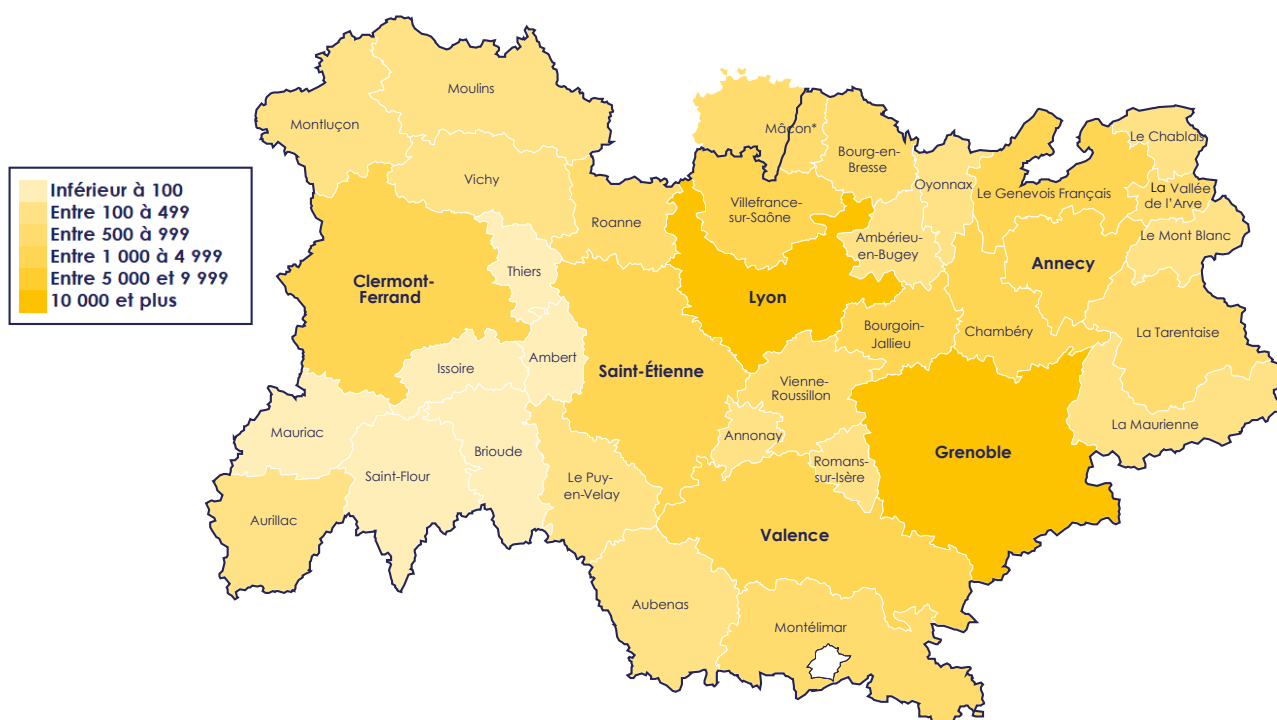 Moulins
Montluçon
Mâcon*
Le Chablais
Bourg-en-
Bresse
Inférieur à 100
Entre 100 à 499
Entre 500 à 999
Entre 1 000 à 4 999
Entre 5 000 et 9 999
10 000 et plus
Vichy
Oyonnax
Le Genevois Français
La Vallée
de l’Arve
Roanne
Villefrance-
sur-Saône
Ambérieu-
en-Bugey
Le Mont Blanc
Thiers
Clermont-
Ferrand
Lyon
Annecy
Bourgoin-
Jallieu
Chambéry
La Tarentaise
Ambert
Issoire
Saint-Étienne
Vienne-
Roussillon
Mauriac
Brioude
Annonay
La Maurienne
Saint-Flour
Le Puy-
en-Velay
Romans-
sur-Isère
Grenoble
Aurillac
Valence
Aubenas
Montélimar